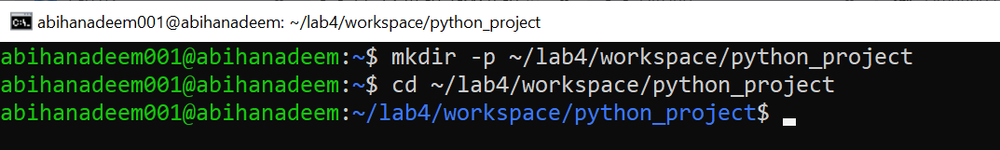 abihanadeem001@abihanadeem: ~/lab4/workspace/python_project
abihanadeem001@abihanadeem:~$ mkdir -p ~/lab4/workspace/python_project
abihanadeem001@abihanadeem:~$ cd ~/lab4/workspace/python_project
abihanadeem001@abihanadeem:~/lab4/workspace/python_project$